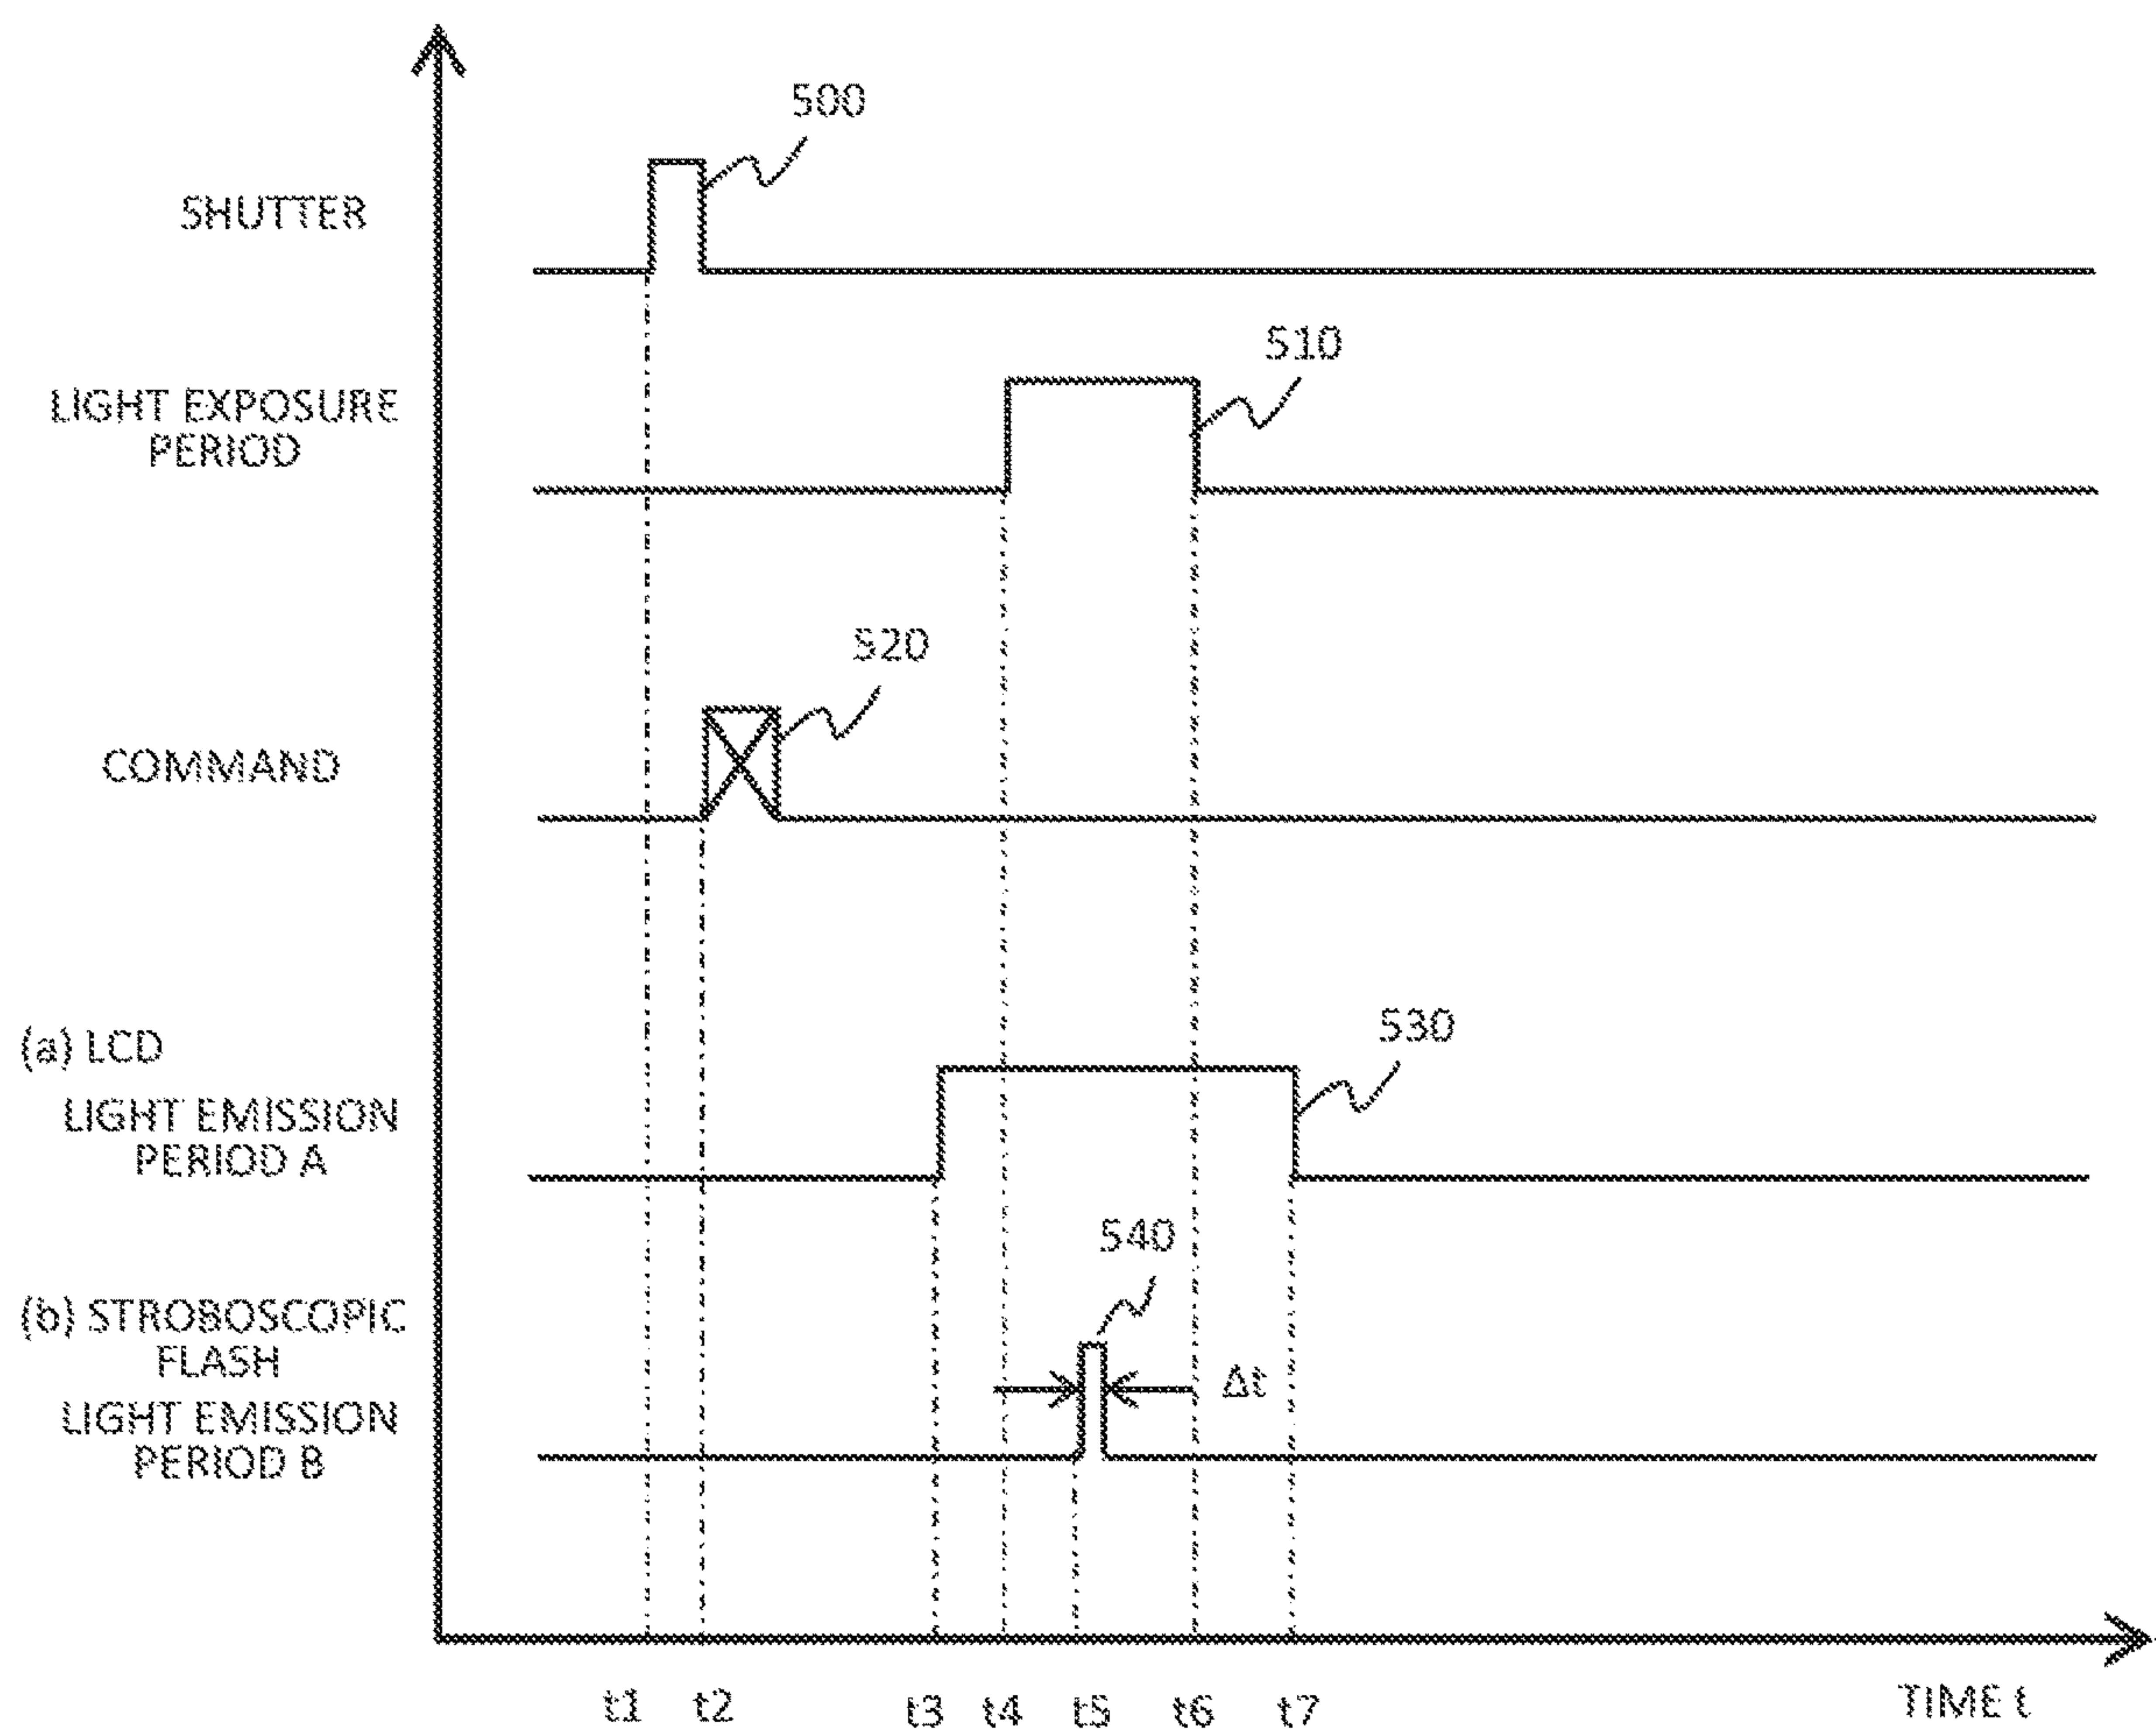 500
SHUTTER
510
LIGHT EXPOSURE
PERIOD
520
COMMAND
530
(a) LCD
LIGHT EMISSION
PERIOD A
540
(b) STROBOSCOPIC
FLASH
Δt
LIGHT EMISSION
PERIOD B
t1 t2 t3 t4 t5 t6 t7 TIME t